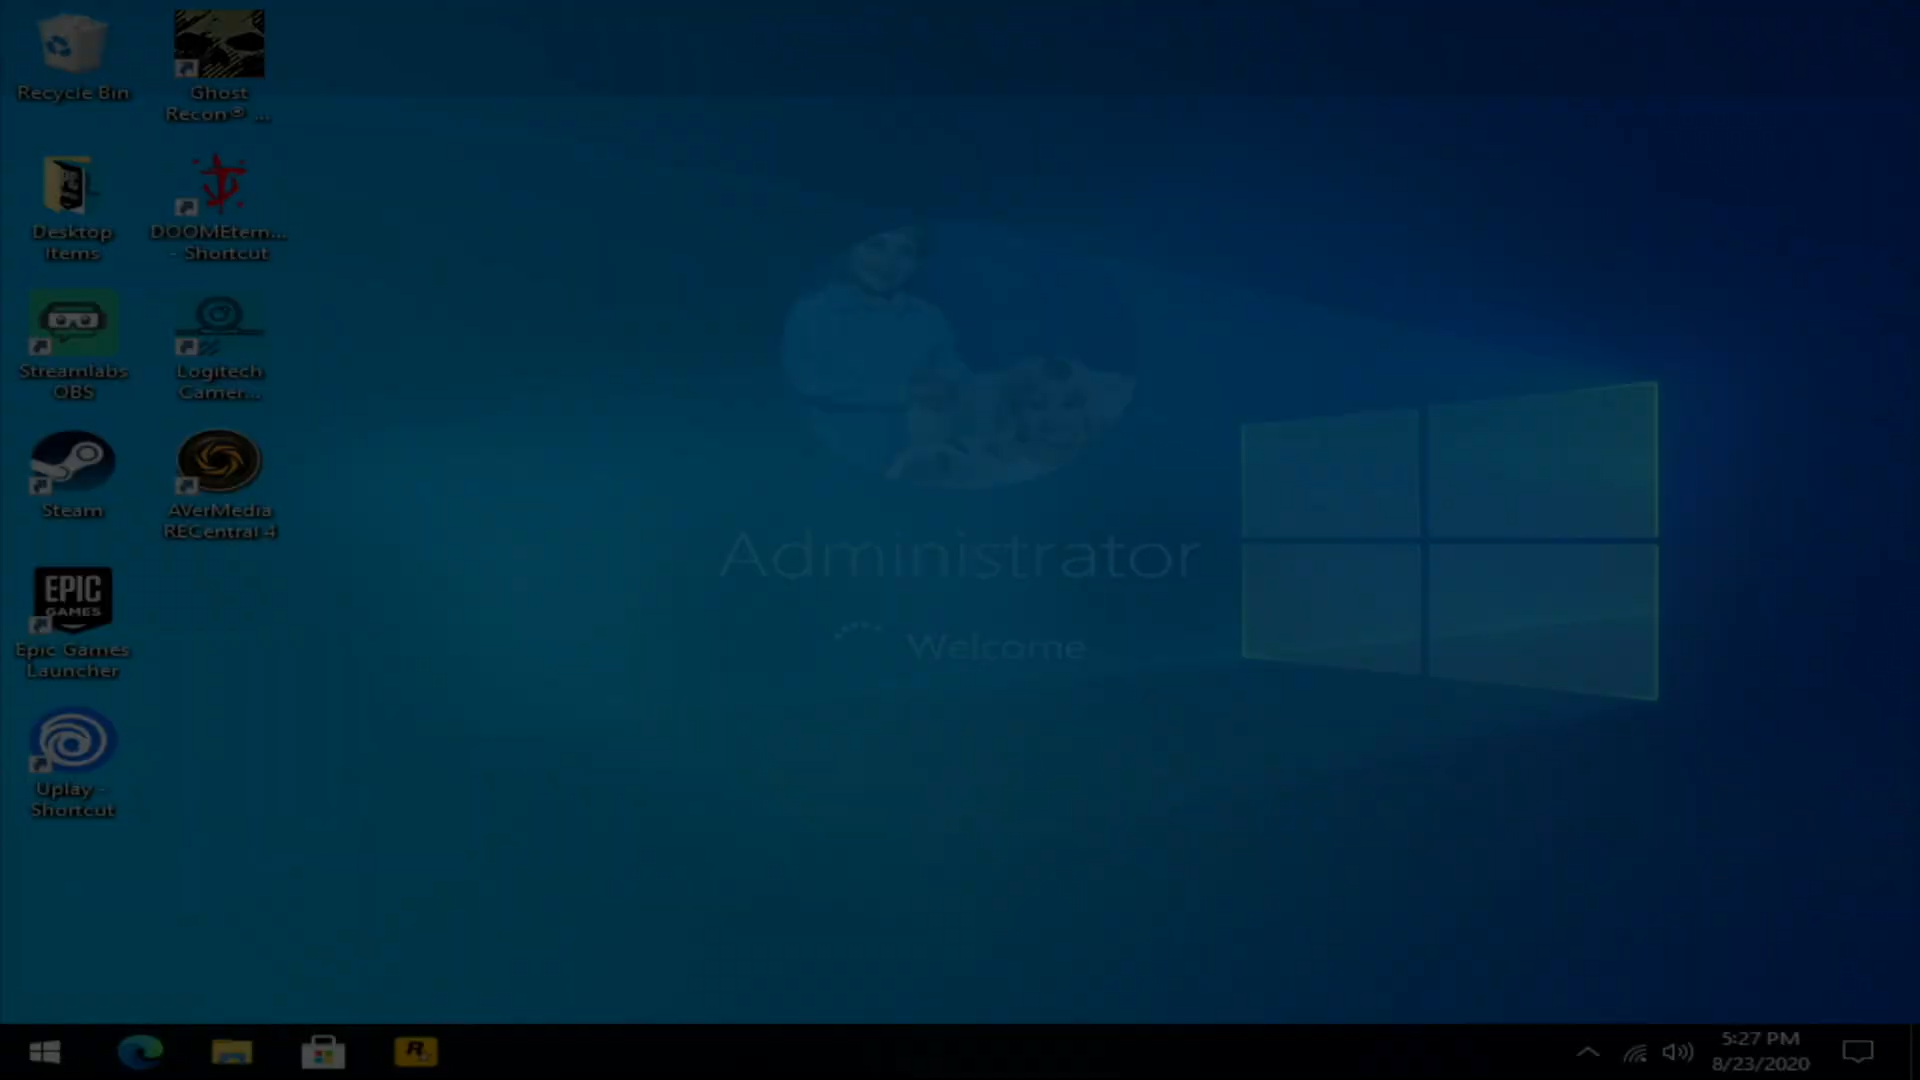 Recycle Bin
Ghost
Recon® ...
Desktop
Items
DOOMEtern...
- Shortcut
Streamlabs
OBS
Logitech
Camer...
Steam
AVerMedia
RECentral 4
EPIC
GAMES
Epic Games
Launcher
Uplay -
Shortcut
Administrator
Welcome
R
5:27 PM
8/23/2020